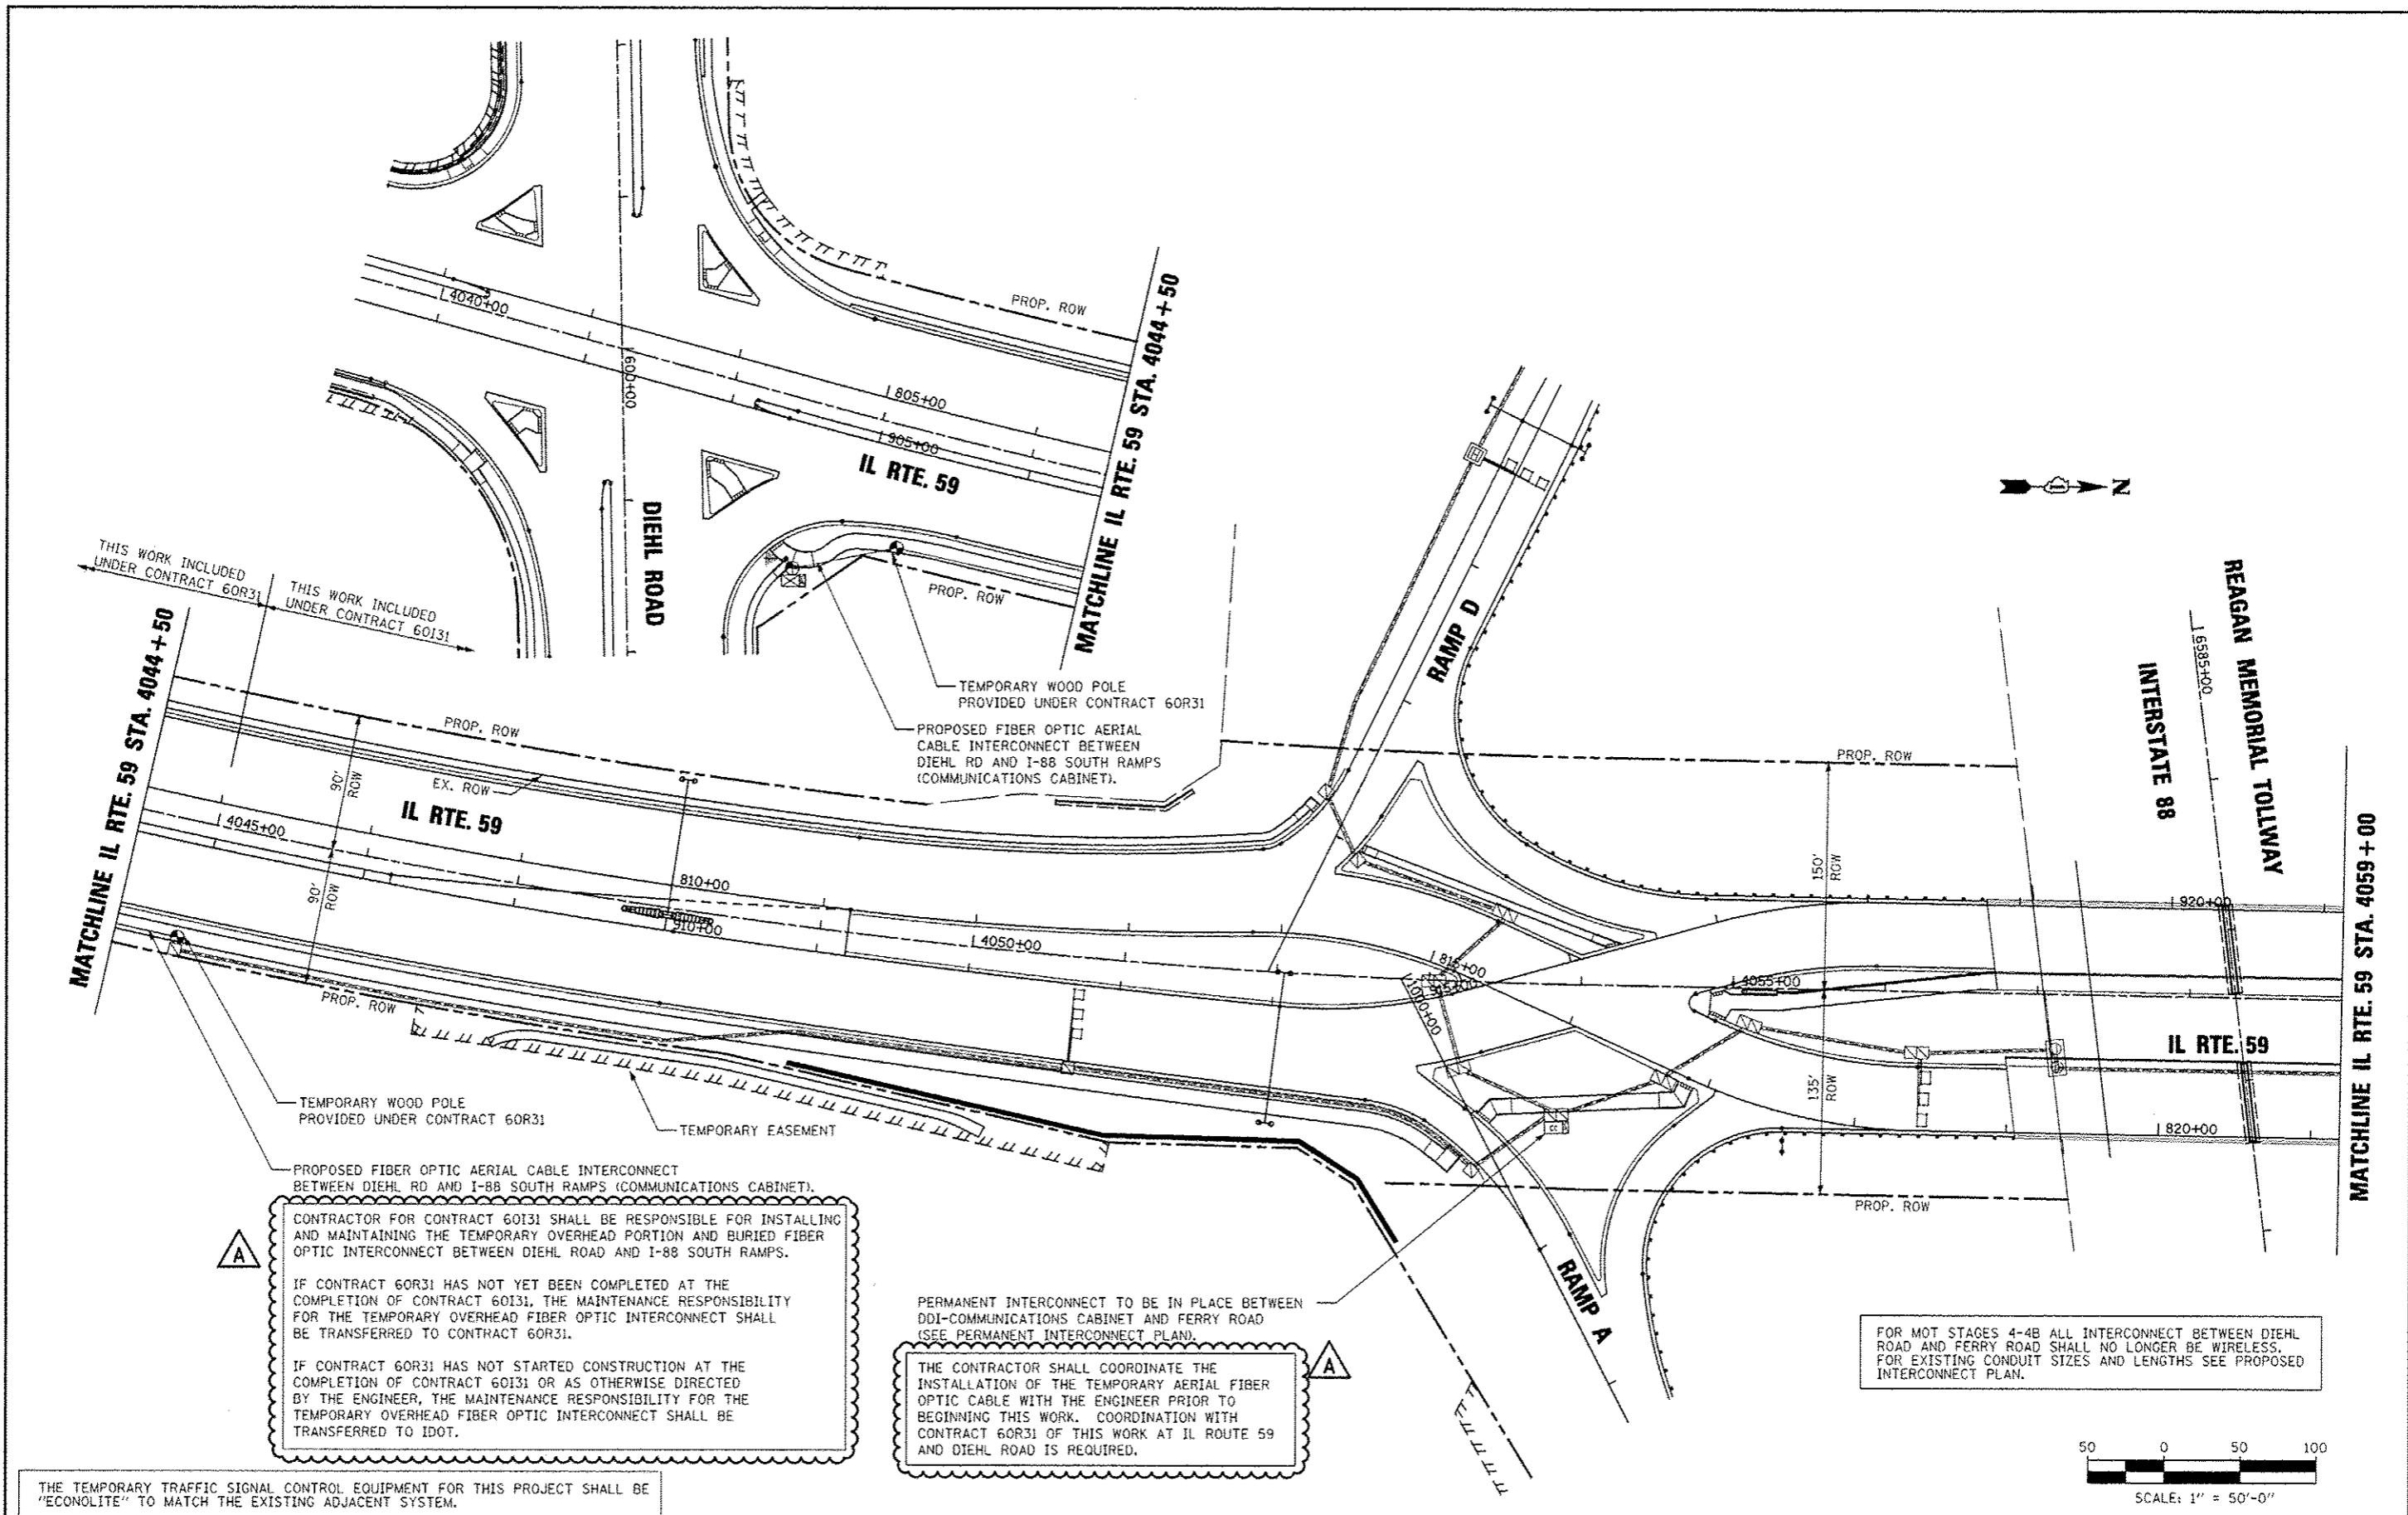 PROP. ROW
4040+00
600+00
805+00
905+00
IL RTE. 59
DIEHL ROAD
PROP. ROW
MATCHLINE IL RTE. 59 STA. 4044+50
THIS WORK INCLUDED
UNDER CONTRACT 60R31
THIS WORK INCLUDED
UNDER CONTRACT 60I31
TEMPORARY WOOD POLE
PROVIDED UNDER CONTRACT 60R31
PROPOSED FIBER OPTIC AERIAL
CABLE INTERCONNECT BETWEEN
DIEHL RD AND I-88 SOUTH RAMPS
(COMMUNICATIONS CABINET).
N
RAMP D
REAGAN MEMORIAL TOLLWAY
INTERSTATE 88
6585+00
MATCHLINE IL RTE. 59 STA. 4044+50
PROP. ROW
EX. ROW
90'
ROW
IL RTE. 59
4045+00
90'
ROW
810+00
910+00
4050+00
815+00
915+00
1000+00
4055+00
PROP. ROW
150'
ROW
920+00
IL RTE. 59
135'
ROW
820+00
PROP. ROW
MATCHLINE IL RTE. 59 STA. 4059+00
PROP. ROW
TEMPORARY WOOD POLE
PROVIDED UNDER CONTRACT 60R31
TEMPORARY EASEMENT
PROPOSED FIBER OPTIC AERIAL CABLE INTERCONNECT
BETWEEN DIEHL RD AND I-88 SOUTH RAMPS (COMMUNICATIONS CABINET).
A
CONTRACTOR FOR CONTRACT 60I31 SHALL BE RESPONSIBLE FOR INSTALLING
AND MAINTAINING THE TEMPORARY OVERHEAD PORTION AND BURIED FIBER
OPTIC INTERCONNECT BETWEEN DIEHL ROAD AND I-88 SOUTH RAMPS.
IF CONTRACT 60R31 HAS NOT YET BEEN COMPLETED AT THE
COMPLETION OF CONTRACT 60I31, THE MAINTENANCE RESPONSIBILITY
FOR THE TEMPORARY OVERHEAD FIBER OPTIC INTERCONNECT SHALL
BE TRANSFERRED TO CONTRACT 60R31.
IF CONTRACT 60R31 HAS NOT STARTED CONSTRUCTION AT THE
COMPLETION OF CONTRACT 60I31 OR AS OTHERWISE DIRECTED
BY THE ENGINEER, THE MAINTENANCE RESPONSIBILITY FOR THE
TEMPORARY OVERHEAD FIBER OPTIC INTERCONNECT SHALL BE
TRANSFERRED TO IDOT.
RAMP A
PERMANENT INTERCONNECT TO BE IN PLACE BETWEEN
DDI-COMMUNICATIONS CABINET AND FERRY ROAD
(SEE PERMANENT INTERCONNECT PLAN).
A
THE CONTRACTOR SHALL COORDINATE THE
INSTALLATION OF THE TEMPORARY AERIAL FIBER
OPTIC CABLE WITH THE ENGINEER PRIOR TO
BEGINNING THIS WORK. COORDINATION WITH
CONTRACT 60R31 OF THIS WORK AT IL ROUTE 59
AND DIEHL ROAD IS REQUIRED.
FOR MOT STAGES 4-4B ALL INTERCONNECT BETWEEN DIEHL
ROAD AND FERRY ROAD SHALL NO LONGER BE WIRELESS.
FOR EXISTING CONDUIT SIZES AND LENGTHS SEE PROPOSED
INTERCONNECT PLAN.
50 0 50 100
SCALE: 1" = 50'-0"
THE TEMPORARY TRAFFIC SIGNAL CONTROL EQUIPMENT FOR THIS PROJECT SHALL BE
"ECONOLITE" TO MATCH THE EXISTING ADJACENT SYSTEM.